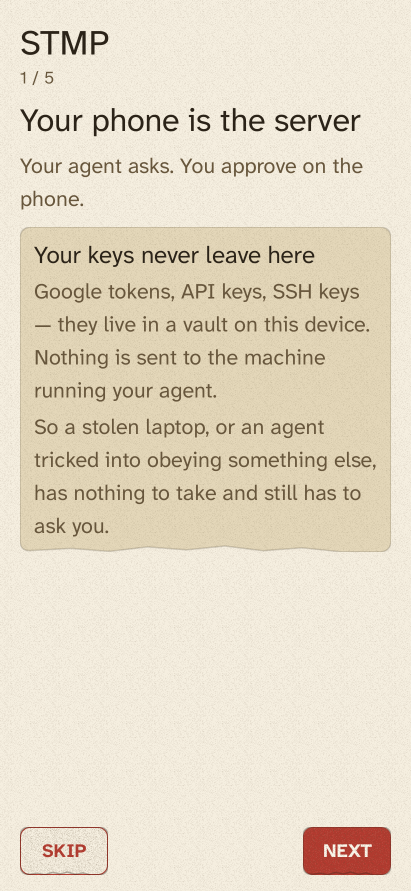 STMP
1 / 5
Your phone is the server
Your agent asks. You approve on the
phone.
Your keys never leave here
Google tokens, API keys, SSH keys
— they live in a vault on this device.
Nothing is sent to the machine
running your agent.
So a stolen laptop, or an agent
tricked into obeying something else,
has nothing to take and still has to
ask you.
SKIP
NEXT